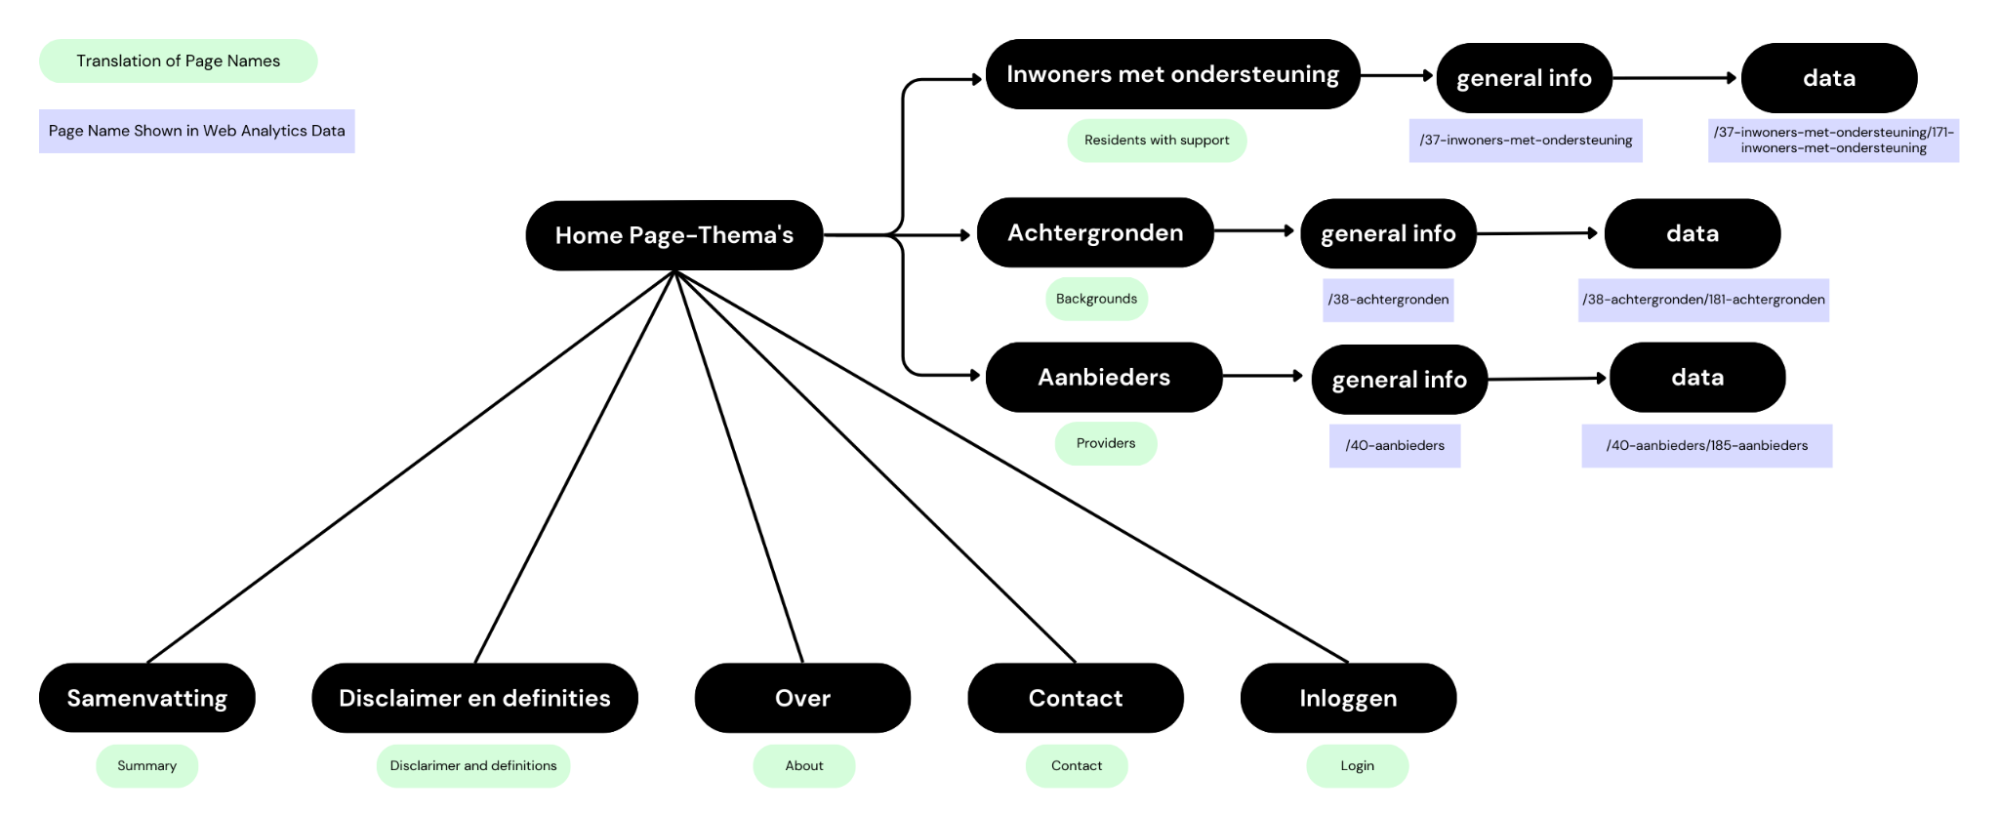 Translation of Page Names
Page Name Shown in Web Analytics Data
Inwoners met ondersteuning
general info
data
Residents with support
/37-inwoners-met-ondersteuning
/37-inwoners-met-ondersteuning/171-
inwoners-met-ondersteuning
Home Page-Thema's
Achtergronden
general info
data
Backgrounds
/38-achtergronden
/38-achtergronden/181-achtergronden
Aanbieders
general info
data
Providers
/40-aanbieders
/40-aanbieders/185-aanbieders
Samenvatting
Disclaimer en definities
Over
Contact
Inloggen
Summary
Disclarimer and definitions
About
Contact
Login